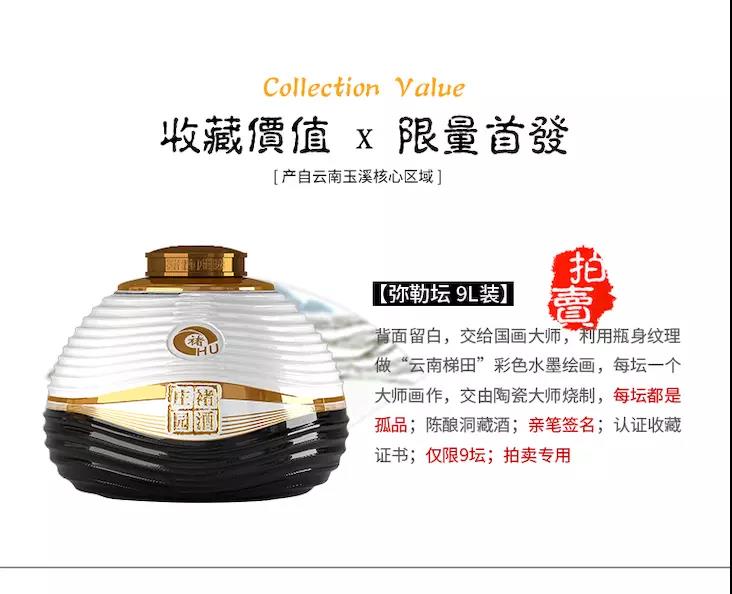 Collection Value
收藏價值 x 限量首發
[ 产自云南玉溪核心区域 ]
褚
HU
褚酒
庄园
【弥勒坛 9L装】
拍賣
背面留白，交给国画大师，利用瓶身纹理
做“云南梯田”彩色水墨绘画，每坛一个
大师画作，交由陶瓷大师烧制，每坛都是
孤品；陈酿洞藏酒；亲笔签名；认证收藏
证书；仅限9坛；拍卖专用